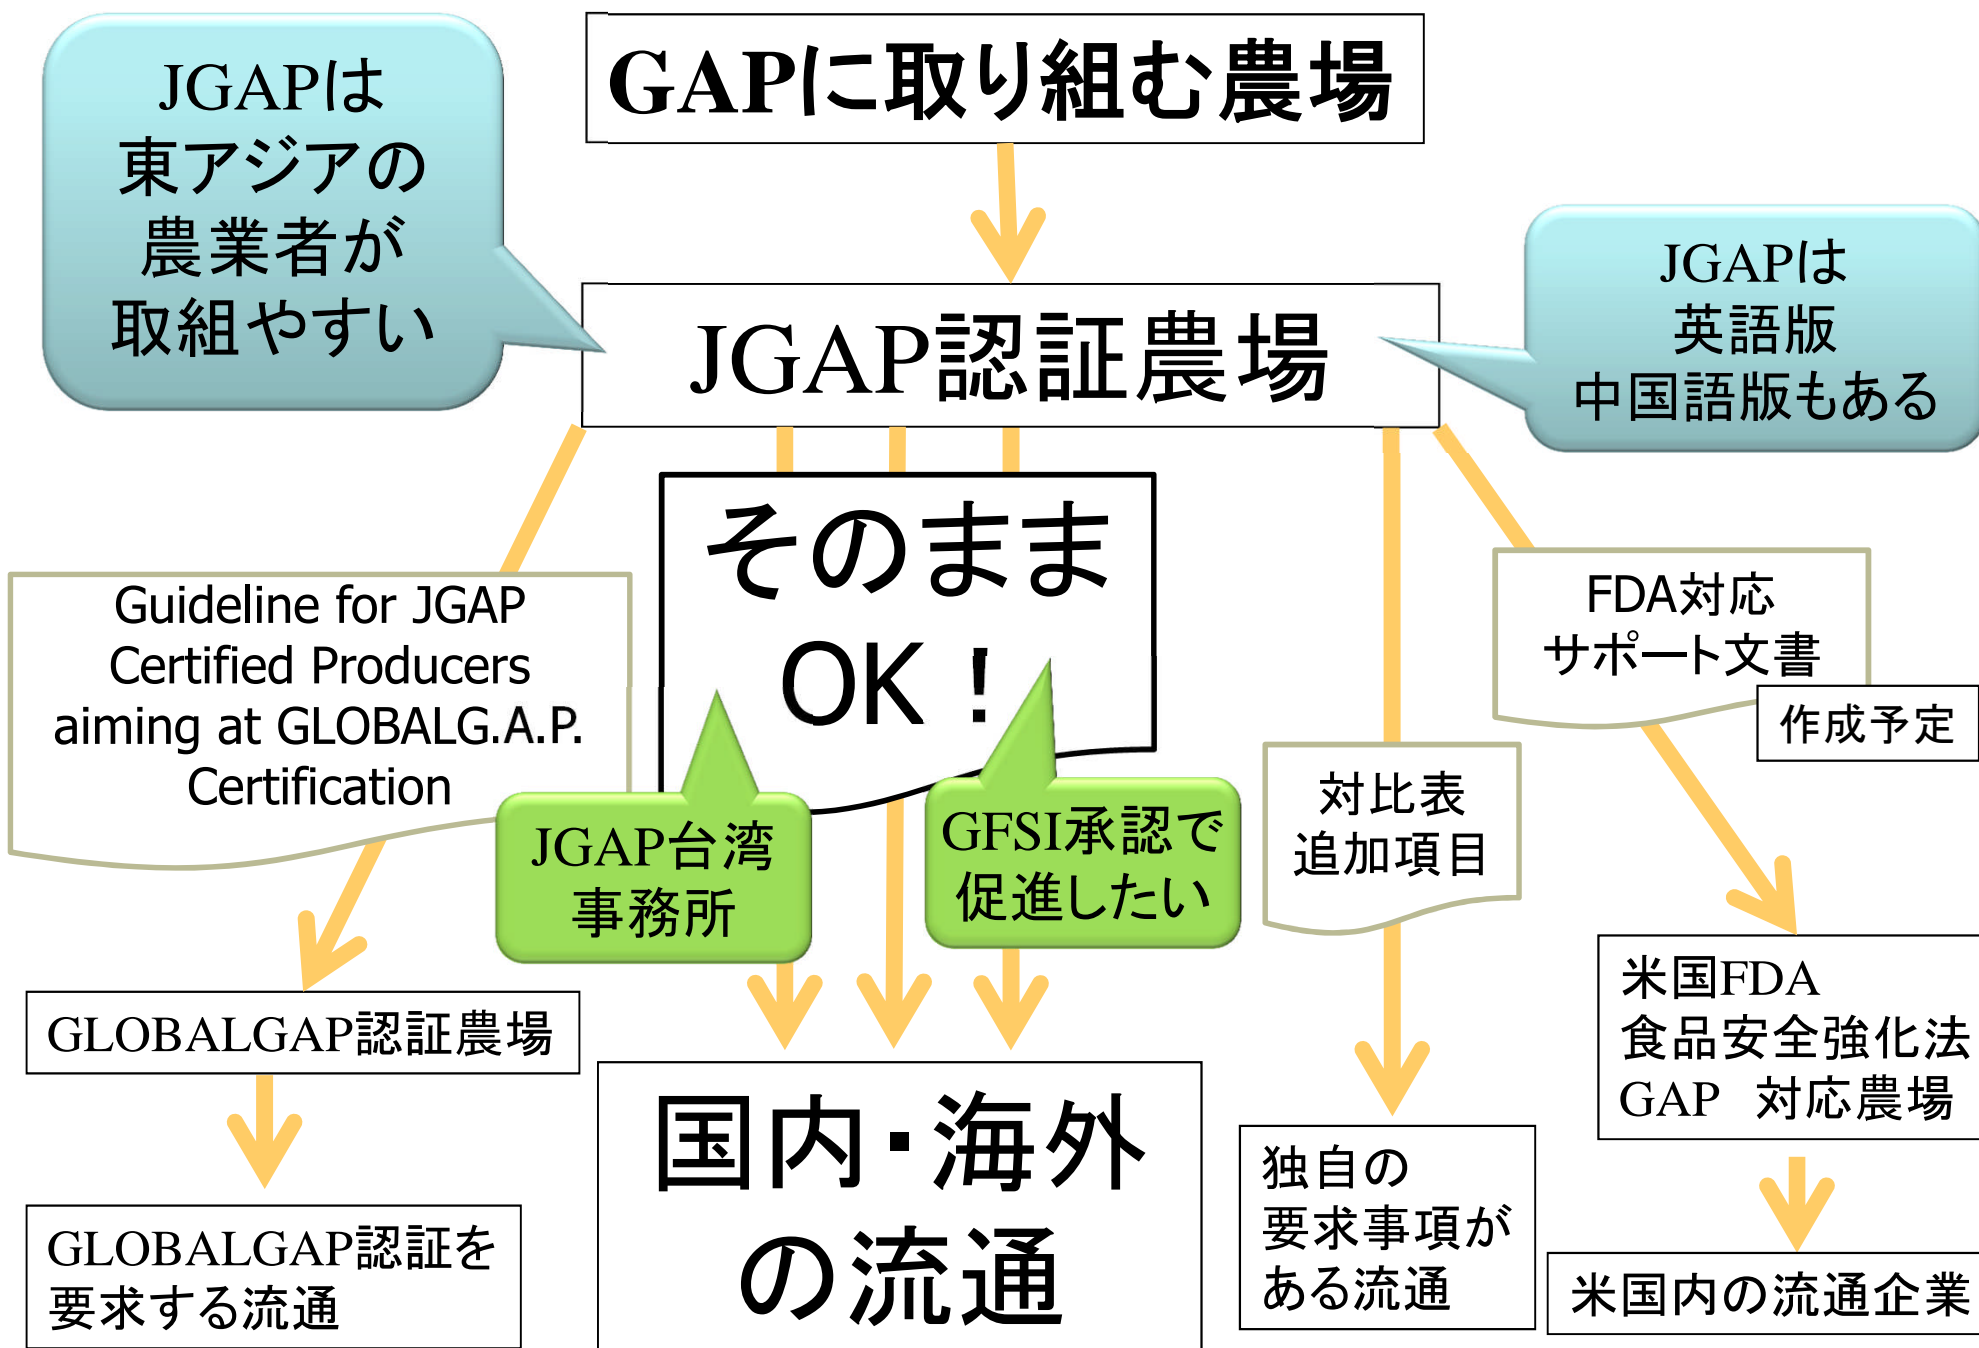 GAPに取り組む農場
JGAPは
東アジアの
農業者が
取組やすい
JGAP認証農場
JGAPは
英語版
中国語版もある
そのまま
OK！
Guideline for JGAP
Certified Producers
aiming at GLOBALG.A.P.
Certification
FDA対応
サポート文書
作成予定
対比表
追加項目
JGAP台湾
事務所
GFSI承認で
促進したい
GLOBALGAP認証農場
米国FDA
食品安全強化法
GAP　対応農場
国内・海外
の流通
独自の
要求事項が
ある流通
GLOBALGAP認証を
要求する流通
米国内の流通企業